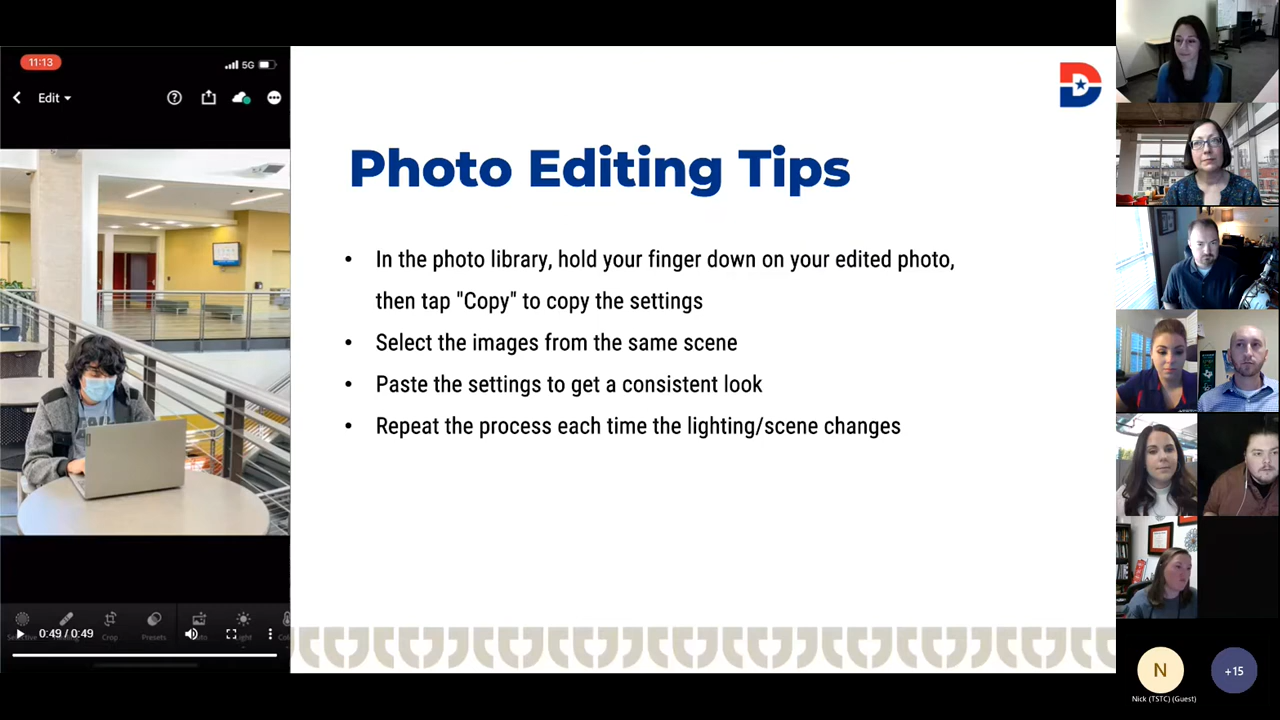 11:13
5G
Edit
Photo Editing Tips
• In the photo library, hold your finger down on your edited photo,
then tap "Copy" to copy the settings
• Select the images from the same scene
• Paste the settings to get a consistent look
• Repeat the process each time the lighting/scene changes
Crop
Presets
0:49 / 0:49
N
+15
Nick (TSTC) (Guest)